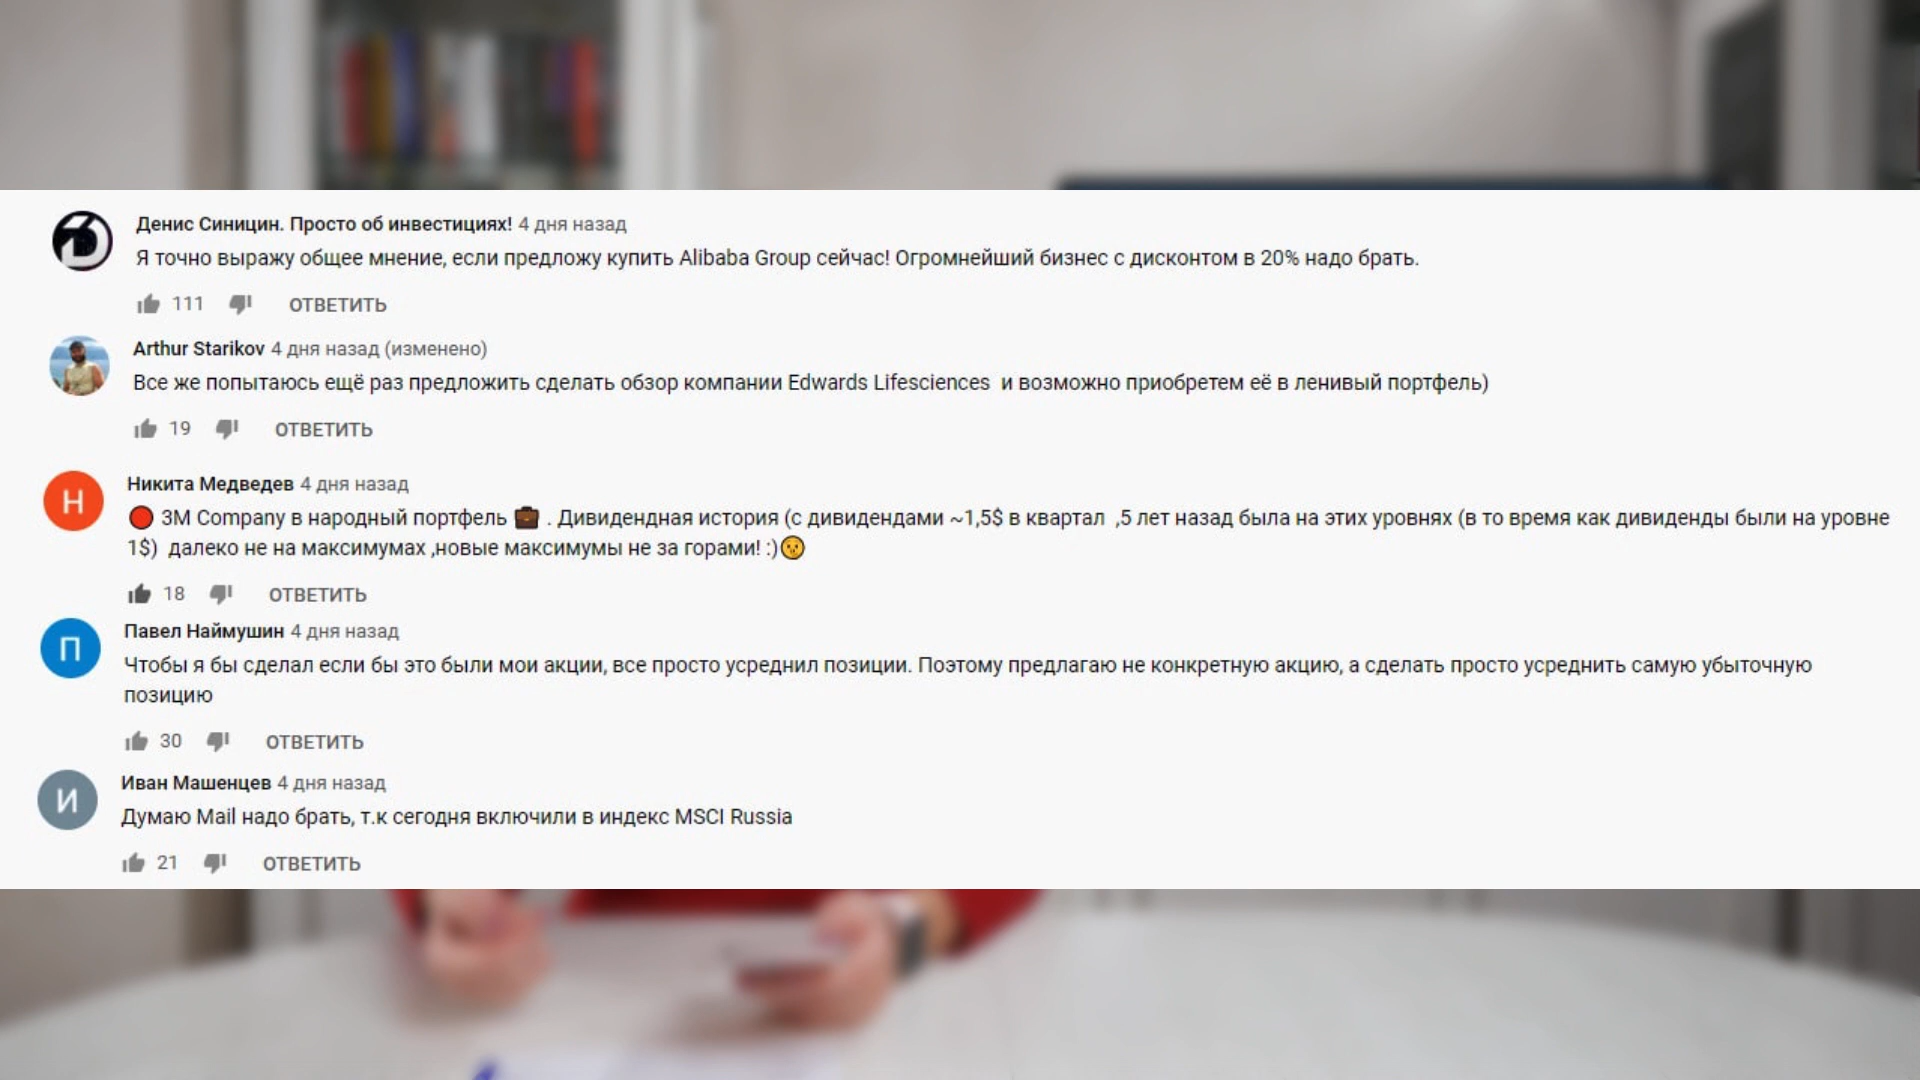 Денис Синицин. Просто об инвестициях! 4 дня назад
Я точно выражу общее мнение, если предложу купить Alibaba Group сейчас! Огромнейший бизнес с дисконтом в 20% надо брать.
111 ОТВЕТИТЬ
Arthur Starikov 4 дня назад (изменено)
Все же попытаюсь ещё раз предложить сделать обзор компании Edwards Lifesciences и возможно приобретем её в ленивый портфель)
19 ОТВЕТИТЬ
Н
Никита Медведев 4 дня назад
🔴 3M Company в народный портфель 💼 . Дивидендная история (с дивидендами ~1,5$ в квартал ,5 лет назад была на этих уровнях (в то время как дивиденды были на уровне
1$) далеко не на максимумах ,новые максимумы не за горами! :)🤫
18 ОТВЕТИТЬ
П
Павел Наймушин 4 дня назад
Чтобы я бы сделал если бы это были мои акции, все просто усреднил позиции. Поэтому предлагаю не конкретную акцию, а сделать просто усреднить самую убыточную
позицию
30 ОТВЕТИТЬ
И
Иван Машенцев 4 дня назад
Думаю Mail надо брать, т.к сегодня включили в индекс MSCI Russia
21 ОТВЕТИТЬ